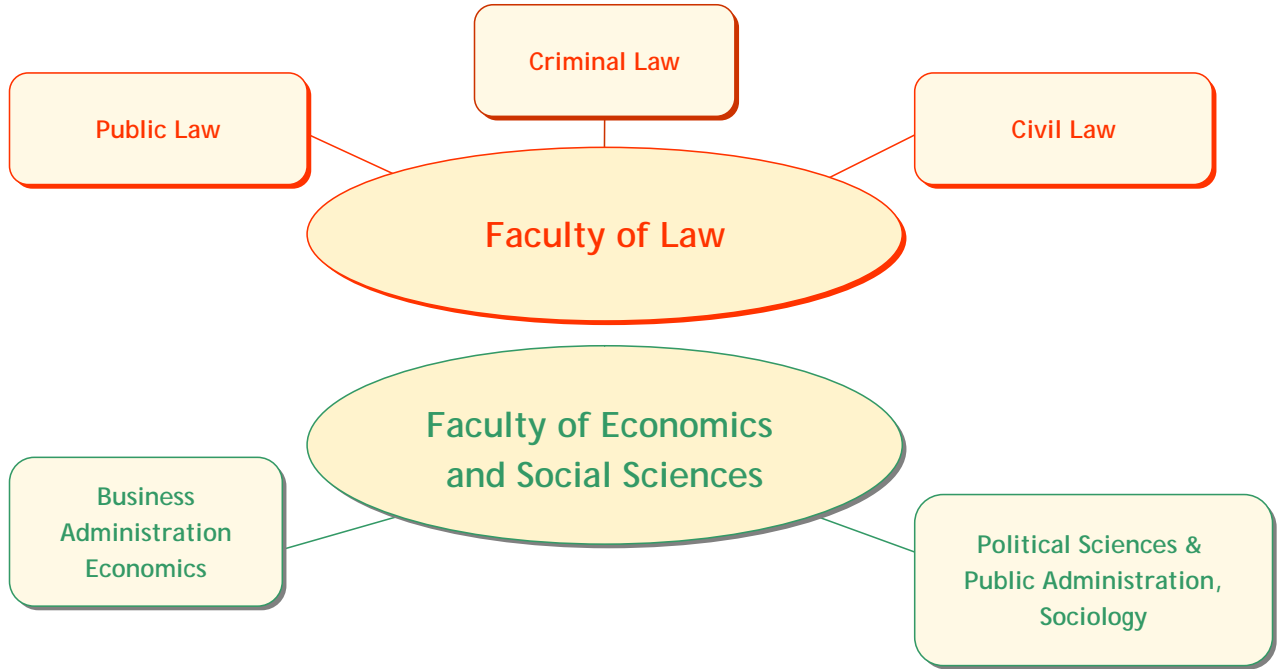 Criminal Law
Public Law
Civil Law
Faculty of Law
Faculty of Economics
and Social Sciences
Business
Administration
Economics
Political Sciences &
Public Administration,
Sociology